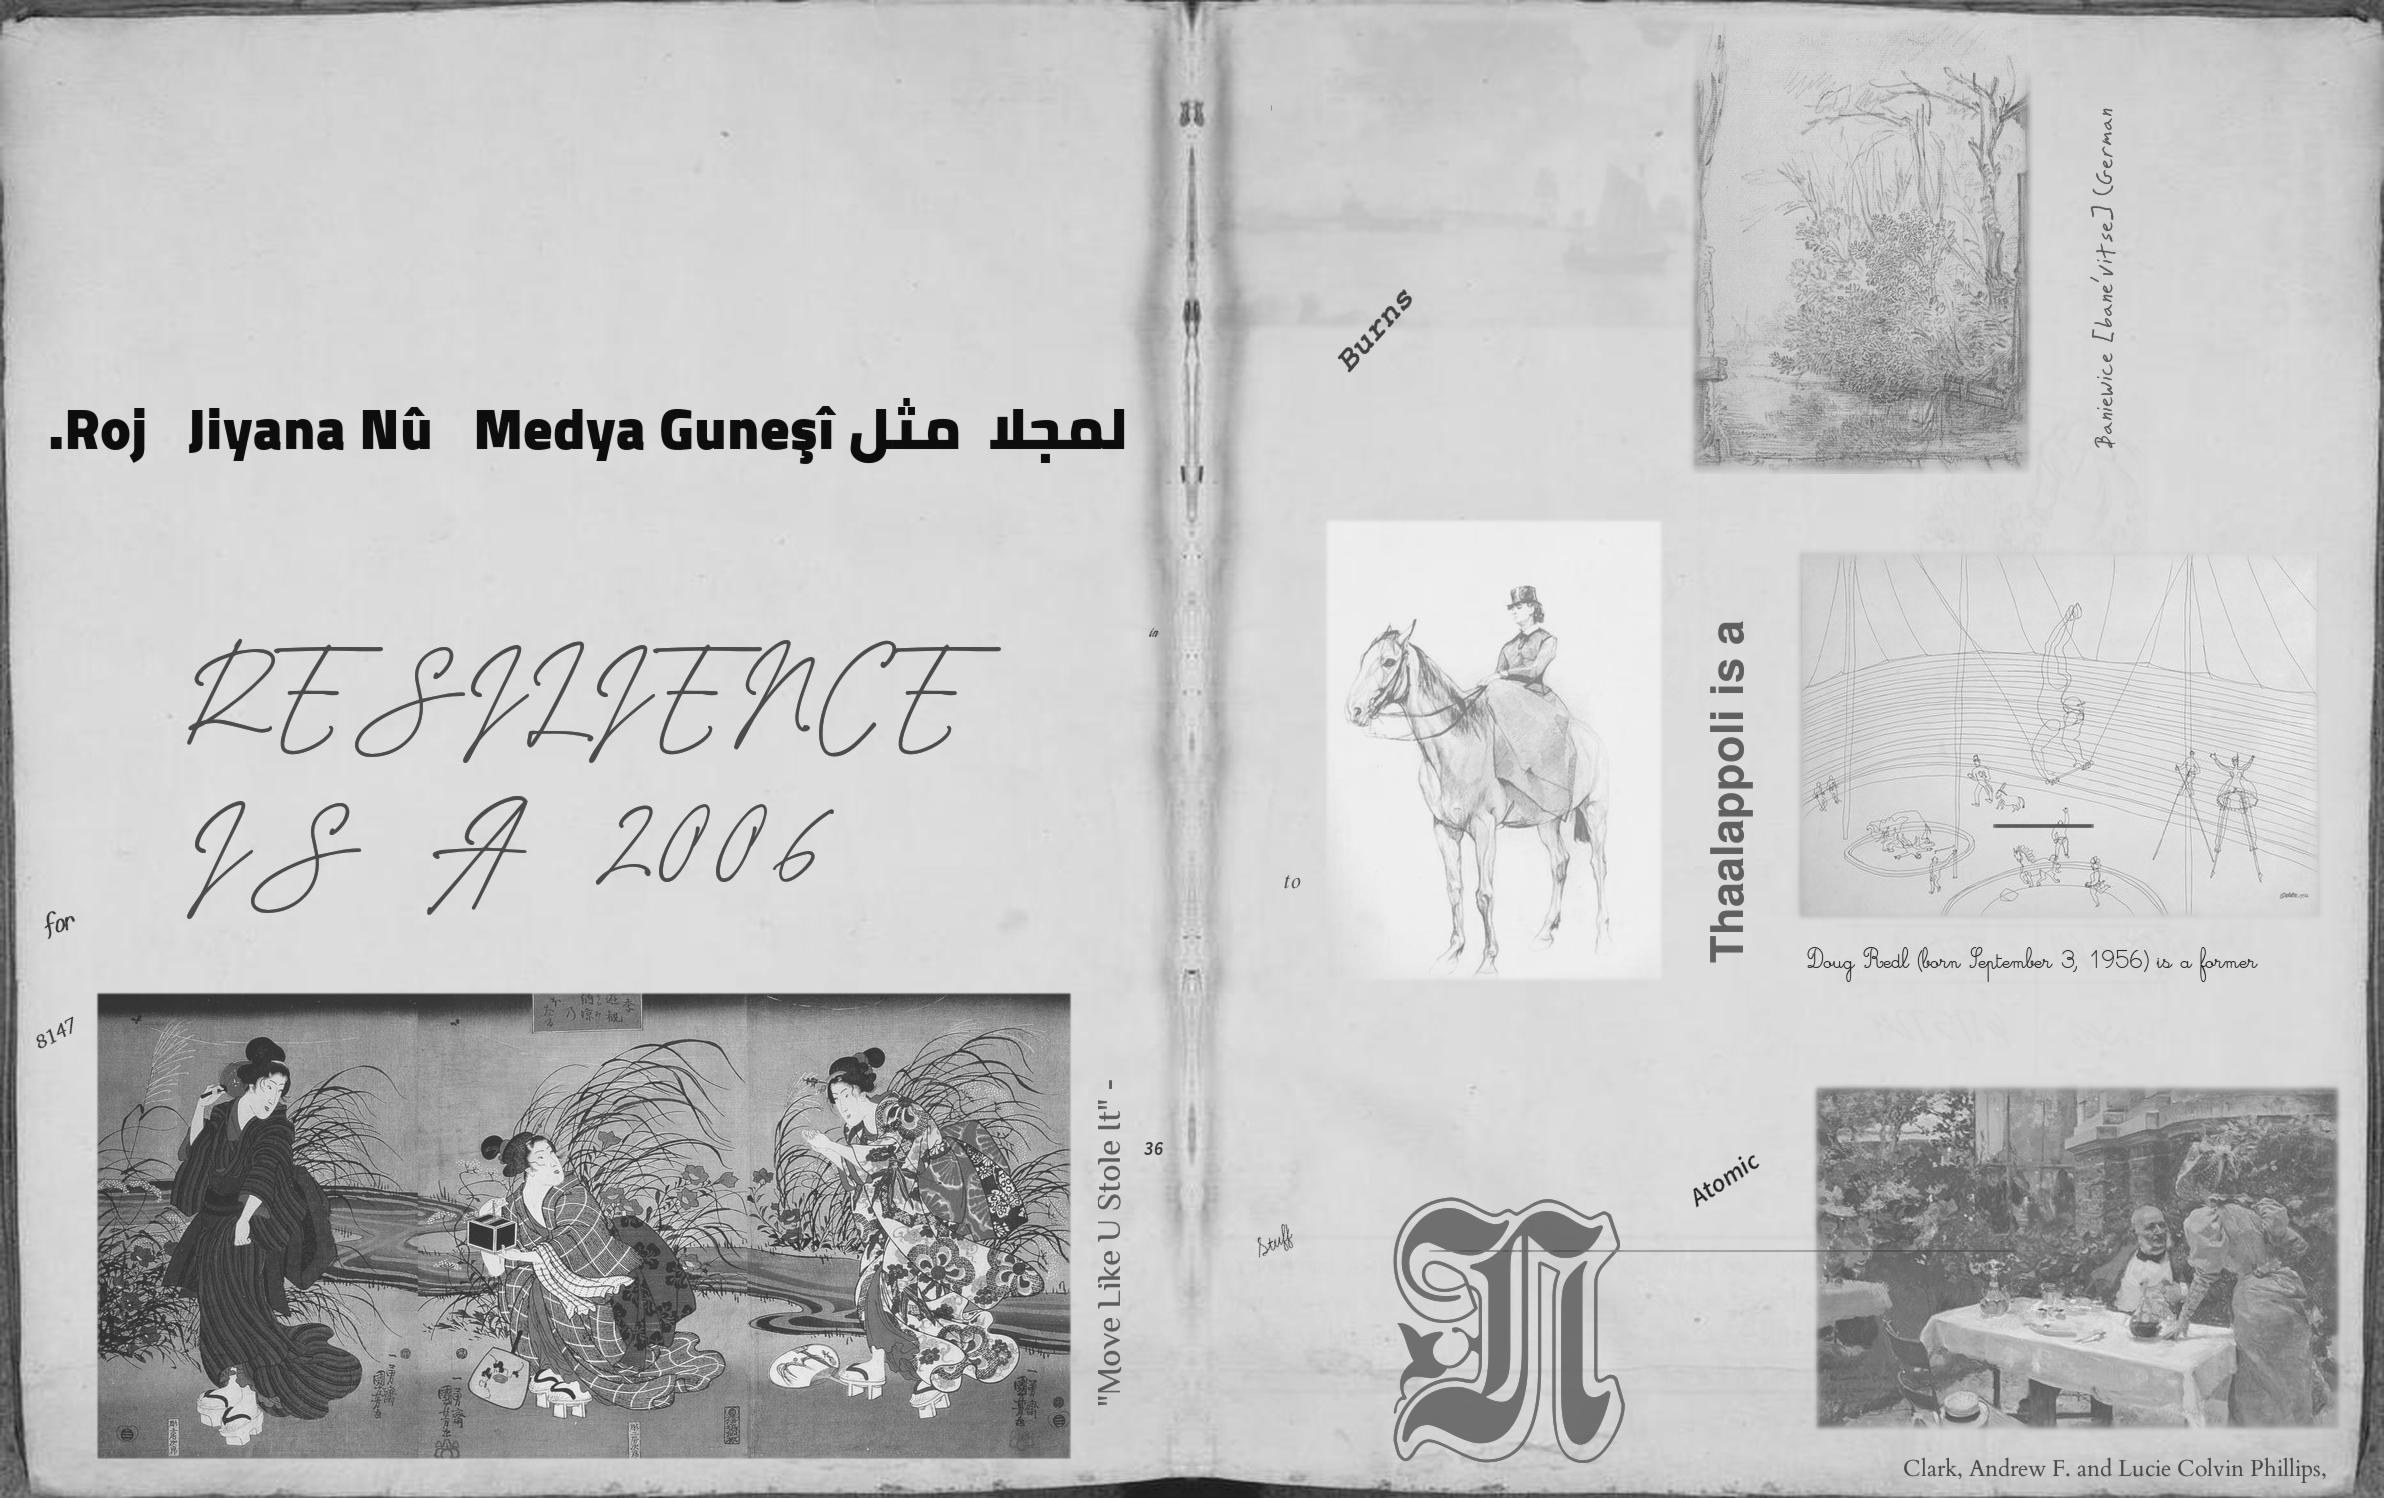 لمجلا مثل Medya Guneşî Jiyana Nû Roj.
RESILIENCE
IS A 2006
for
8147
"Move Like U Stole It" -
in
36
Burns
Baniewice [bańeˈvit͡se] (German
to
Thaalappoli is a
Doug Redl (born September 3, 1956) is a former
Stuff
Atomic
Clark, Andrew F. and Lucie Colvin Phillips,